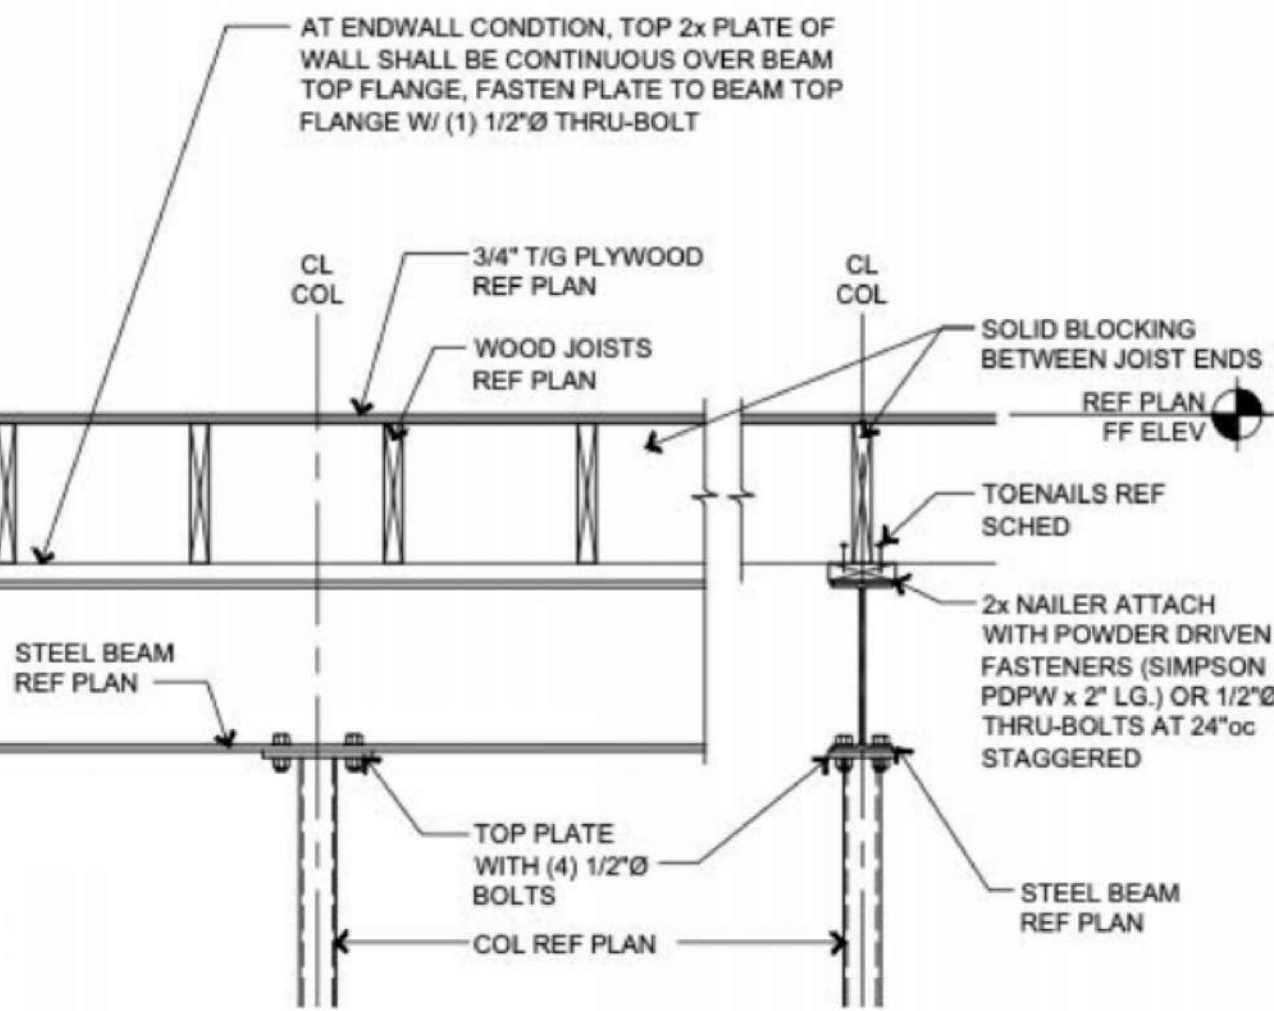 AT ENDWALL CONDTION, TOP 2x PLATE OF
WALL SHALL BE CONTINUOUS OVER BEAM
TOP FLANGE, FASTEN PLATE TO BEAM TOP
FLANGE W/ (1) 1/2"Ø THRU-BOLT
CL
COL
3/4" T/G PLYWOOD
REF PLAN
CL
COL
WOOD JOISTS
REF PLAN
SOLID BLOCKING
BETWEEN JOIST ENDS
REF PLAN
FF ELEV
TOENAILS REF
SCHED
2x NAILER ATTACH
WITH POWDER DRIVEN
FASTENERS (SIMPSON
PDPW x 2" LG.) OR 1/2"Ø
THRU-BOLTS AT 24"oc
STAGGERED
STEEL BEAM
REF PLAN
TOP PLATE
WITH (4) 1/2"Ø
BOLTS
STEEL BEAM
REF PLAN
COL REF PLAN